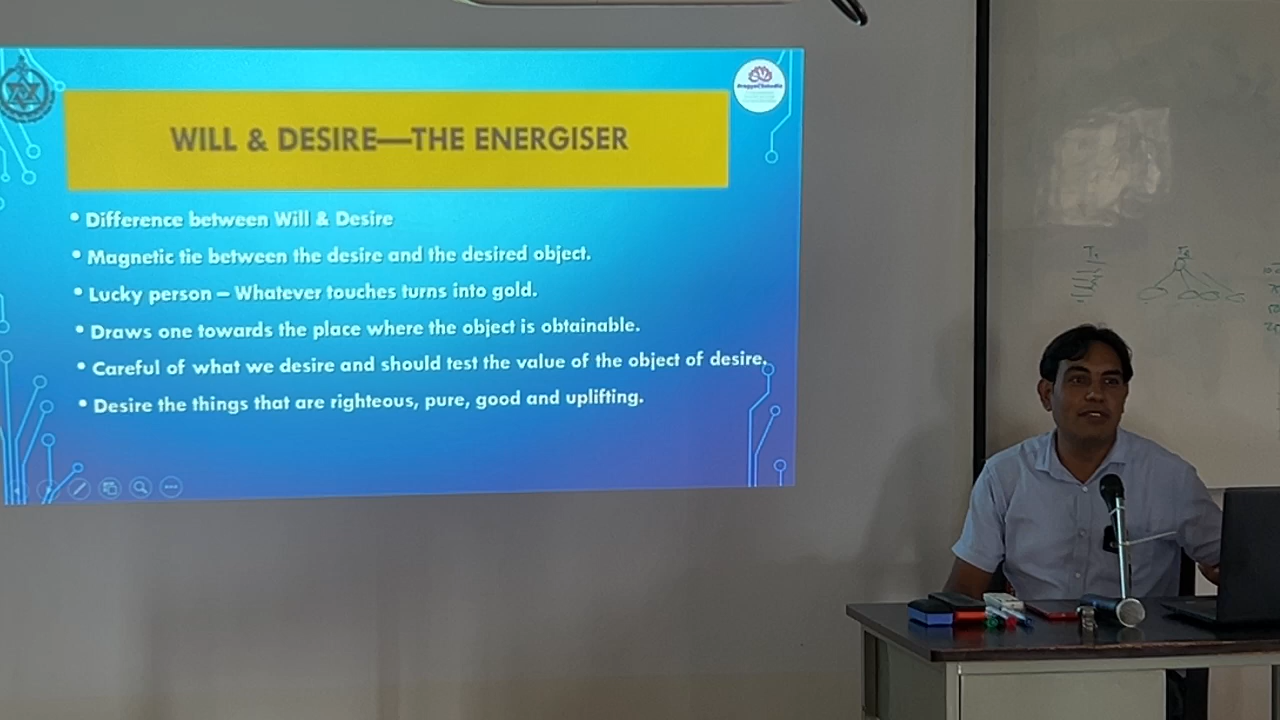 WILL & DESIRE—THE ENERGISER
• Difference between Will & Desire
• Magnetic tie between the desire and the desired object.
• Lucky person – Whatever touches turns into gold.
• Draws one towards the place where the object is obtainable.
• Careful of what we desire and should test the value of the object of desire.
• Desire the things that are righteous, pure, good and uplifting.